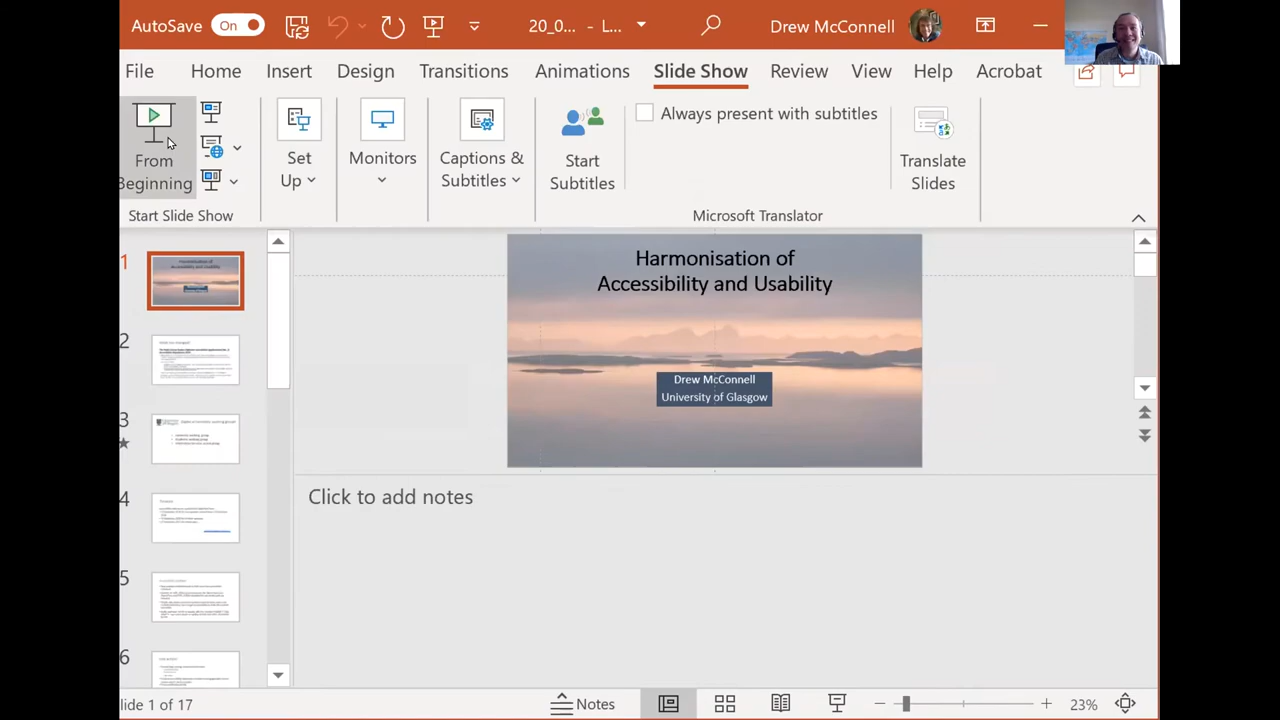 AutoSave On 20_0... - L... Drew McConnell
File Home Insert Design Transitions Animations Slide Show Review View Help Acrobat
From
Beginning
Set
Up
Monitors
Captions &
Subtitles
Start
Subtitles
Always present with subtitles
Translate
Slides
Start Slide Show
Microsoft Translator
1
2
3
4
5
6
Harmonisation of
Accessibility and Usability
Drew McConnell
University of Glasgow
Click to add notes
lide 1 of 17
Notes
23%